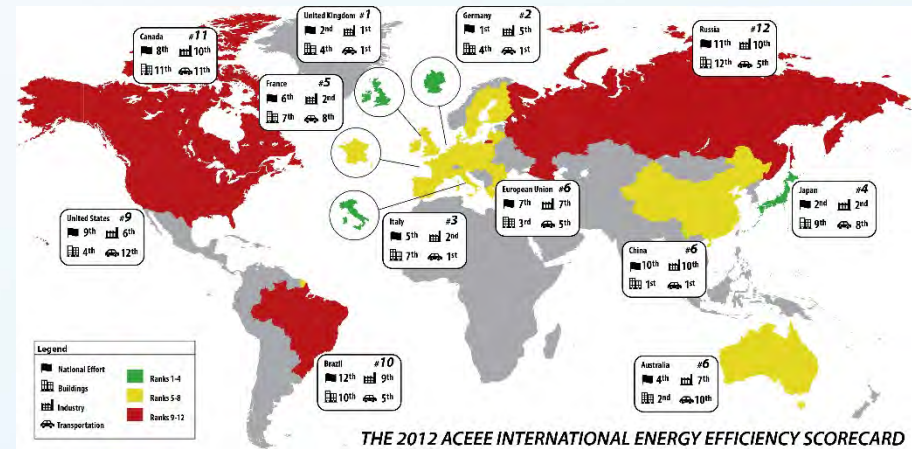 United Kingdom #1
2nd 1st
4th 1st
Germany #2
1st 5th
4th 1st
Russia #12
11th 10th
12th 5th
Canada #11
8th 10th
11th 11th
France #5
6th 2nd
7th 8th
United States #9
9th 6th
4th 12th
Italy #3
5th 2nd
7th 1st
European Union #6
7th 7th
3rd 5th
Japan #4
2nd 2nd
9th 8th
China #6
10th 10th
1st 1st
Brazil #10
12th 9th
10th 5th
Australia #6
4th 7th
2nd 10th
Legend
National Effort
Buildings
Industry
Transportation
Ranks 1-4
Ranks 5-8
Ranks 9-12
THE 2012 ACEEE INTERNATIONAL ENERGY EFFICIENCY SCORECARD